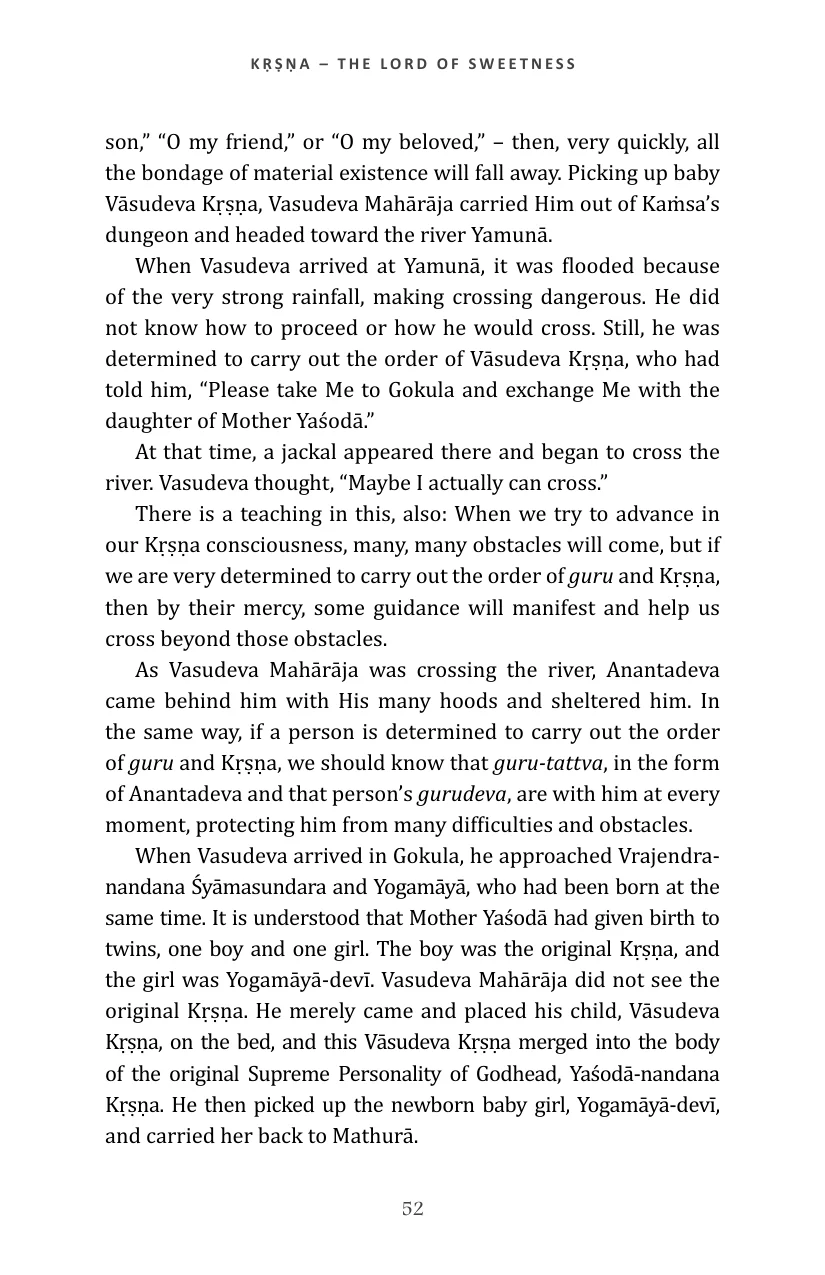 KṚṢṆA – THE LORD OF SWEETNESS
son,” “O my friend,” or “O my beloved,” – then, very quickly, all
the bondage of material existence will fall away. Picking up baby
Vāsudeva Kṛṣṇa, Vasudeva Mahārāja carried Him out of Kaṁsa’s
dungeon and headed toward the river Yamunā.
When Vasudeva arrived at Yamunā, it was flooded because
of the very strong rainfall, making crossing dangerous. He did
not know how to proceed or how he would cross. Still, he was
determined to carry out the order of Vāsudeva Kṛṣṇa, who had
told him, “Please take Me to Gokula and exchange Me with the
daughter of Mother Yaśodā.”
At that time, a jackal appeared there and began to cross the
river. Vasudeva thought, “Maybe I actually can cross.”
There is a teaching in this, also: When we try to advance in
our Kṛṣṇa consciousness, many, many obstacles will come, but if
we are very determined to carry out the order of guru and Kṛṣṇa,
then by their mercy, some guidance will manifest and help us
cross beyond those obstacles.
As Vasudeva Mahārāja was crossing the river, Anantadeva
came behind him with His many hoods and sheltered him. In
the same way, if a person is determined to carry out the order
of guru and Kṛṣṇa, we should know that guru-tattva, in the form
of Anantadeva and that person’s gurudeva, are with him at every
moment, protecting him from many difficulties and obstacles.
When Vasudeva arrived in Gokula, he approached Vrajendra-
nandana Śyāmasundara and Yogamāyā, who had been born at the
same time. It is understood that Mother Yaśodā had given birth to
twins, one boy and one girl. The boy was the original Kṛṣṇa, and
the girl was Yogamāyā-devī. Vasudeva Mahārāja did not see the
original Kṛṣṇa. He merely came and placed his child, Vāsudeva
Kṛṣṇa, on the bed, and this Vāsudeva Kṛṣṇa merged into the body
of the original Supreme Personality of Godhead, Yaśodā-nandana
Kṛṣṇa. He then picked up the newborn baby girl, Yogamāyā-devī,
and carried her back to Mathurā.
52